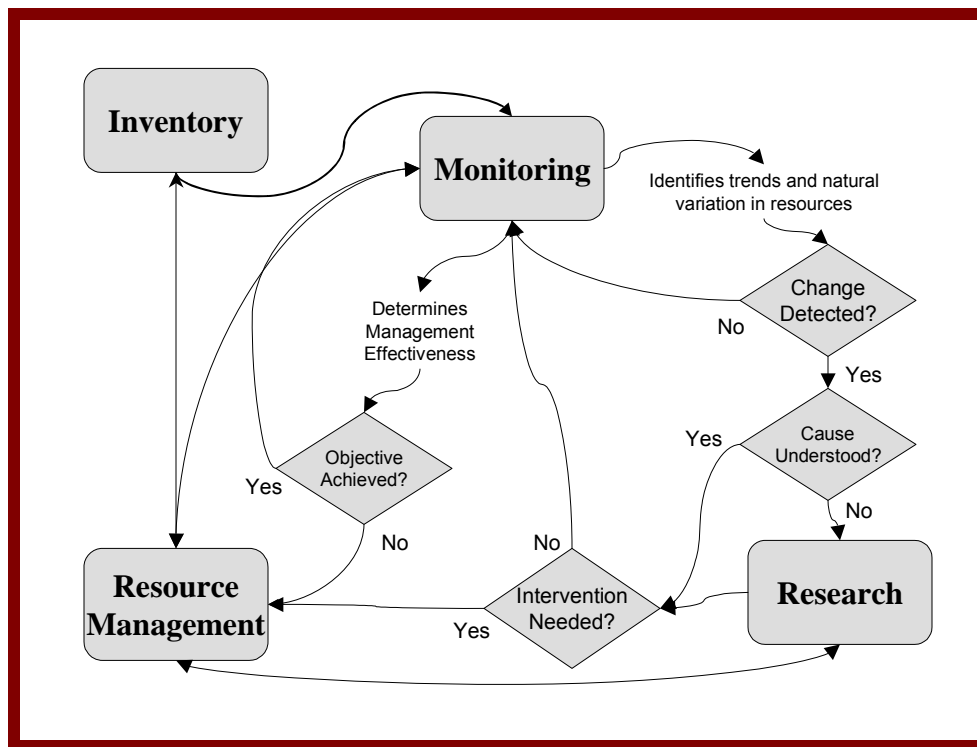 Inventory
Monitoring
Identifies trends and natural
variation in resources
Change
Detected?
No
Yes
Determines
Management
Effectiveness
Cause
Understood?
Yes
No
Objective
Achieved?
Yes
No
Resource
Management
Intervention
Needed?
No
Yes
Research